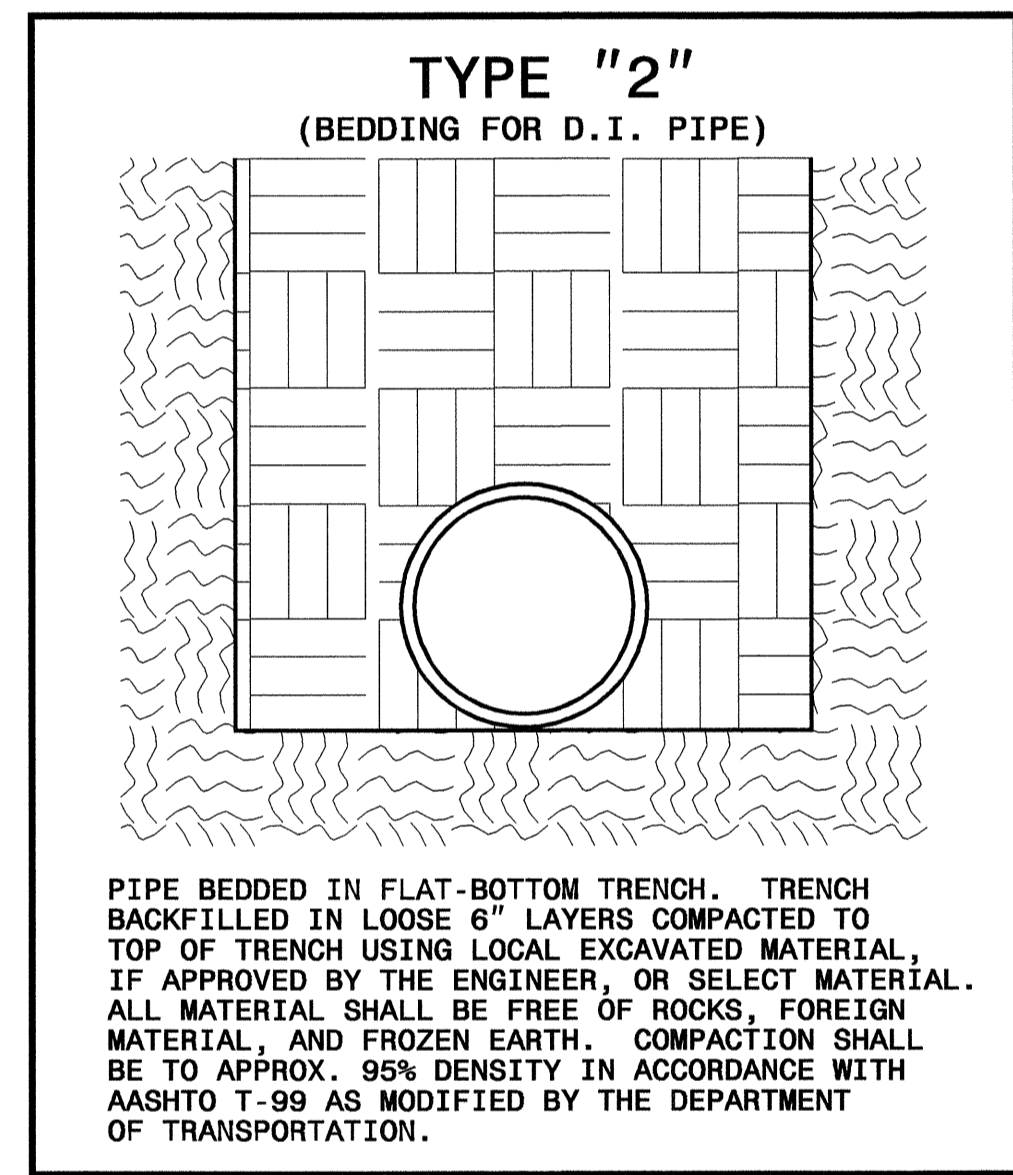 TYPE "2"
(BEDDING FOR D.I. PIPE)
PIPE BEDDED IN FLAT-BOTTOM TRENCH.  TRENCH
BACKFILLED IN LOOSE 6" LAYERS COMPACTED TO
TOP OF TRENCH USING LOCAL EXCAVATED MATERIAL,
IF APPROVED BY THE ENGINEER, OR SELECT MATERIAL.
ALL MATERIAL SHALL BE FREE OF ROCKS, FOREIGN
MATERIAL, AND FROZEN EARTH.  COMPACTION SHALL
BE TO APPROX. 95% DENSITY IN ACCORDANCE WITH
AASHTO T-99 AS MODIFIED BY THE DEPARTMENT
OF TRANSPORTATION.